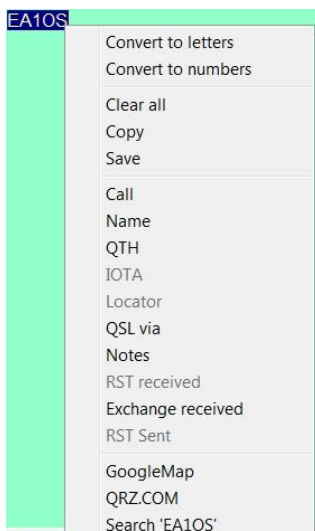 EA1OS
Convert to letters
Convert to numbers
Clear all
Copy
Save
Call
Name
QTH
IOTA
Locator
QSL via
Notes
RST received
Exchange received
RST Sent
GoogleMap
QRZ.COM
Search 'EA1OS'